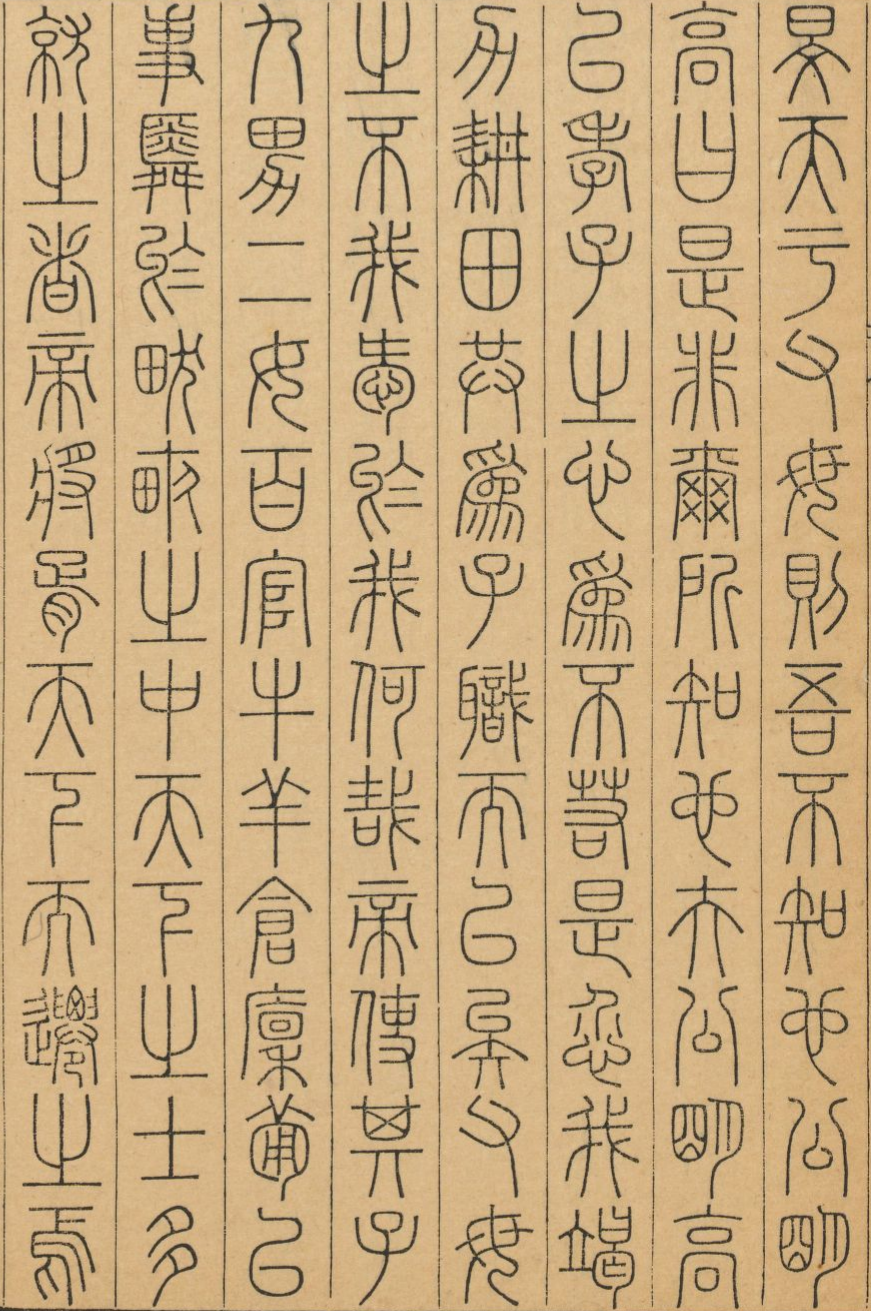 旻天于父母則吾不知也公明
高曰是非爾所知也夫公明高
以孝子之心爲不若是恝我竭
力耕田共爲子職而已矣父母
之不我愛於我何哉帝使其子
九男二女百官牛羊倉廩備以
事舜於畎畝之中天下之士多
就之者帝將胥天下而遷之焉